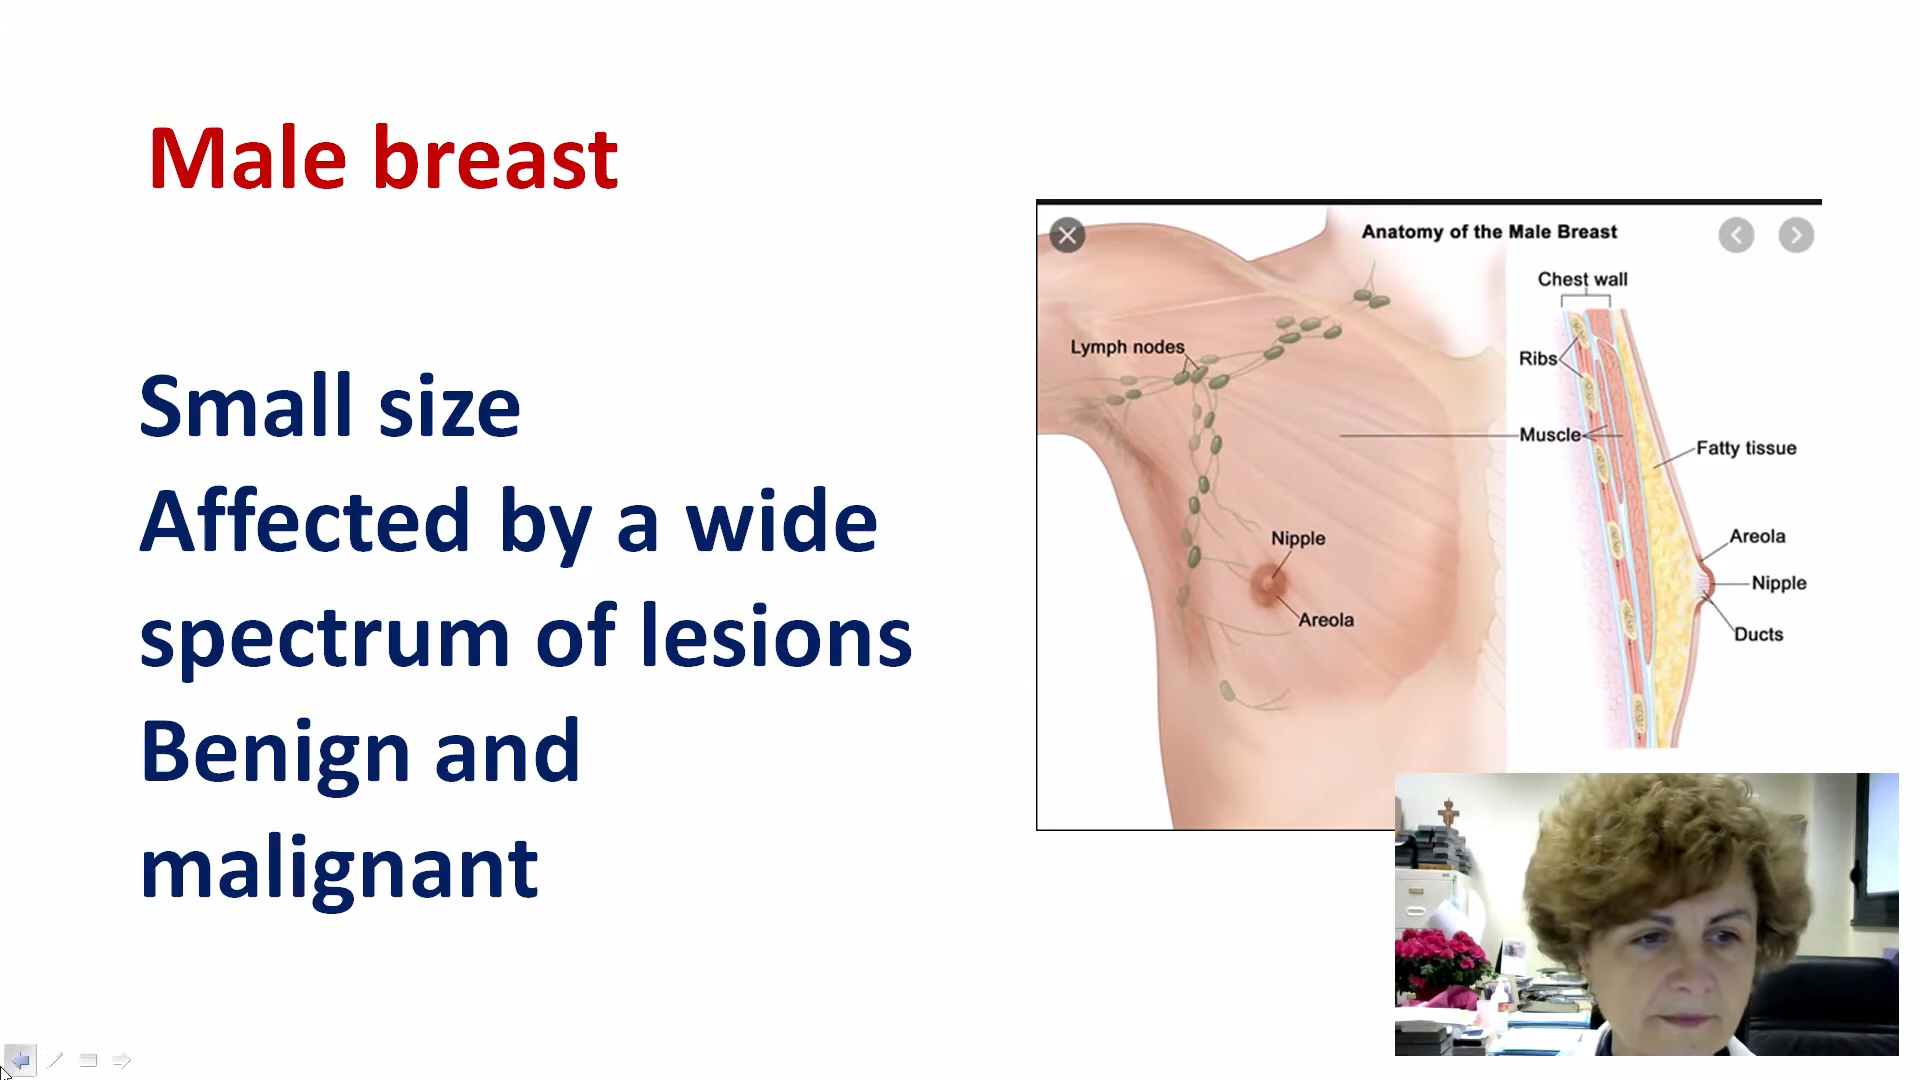 Male breast
Small size
Affected by a wide
spectrum of lesions
Benign and
malignant
Anatomy of the Male Breast
Chest wall
Lymph nodes
Ribs
Muscle
Fatty tissue
Nipple
Areola
Areola
Nipple
Ducts